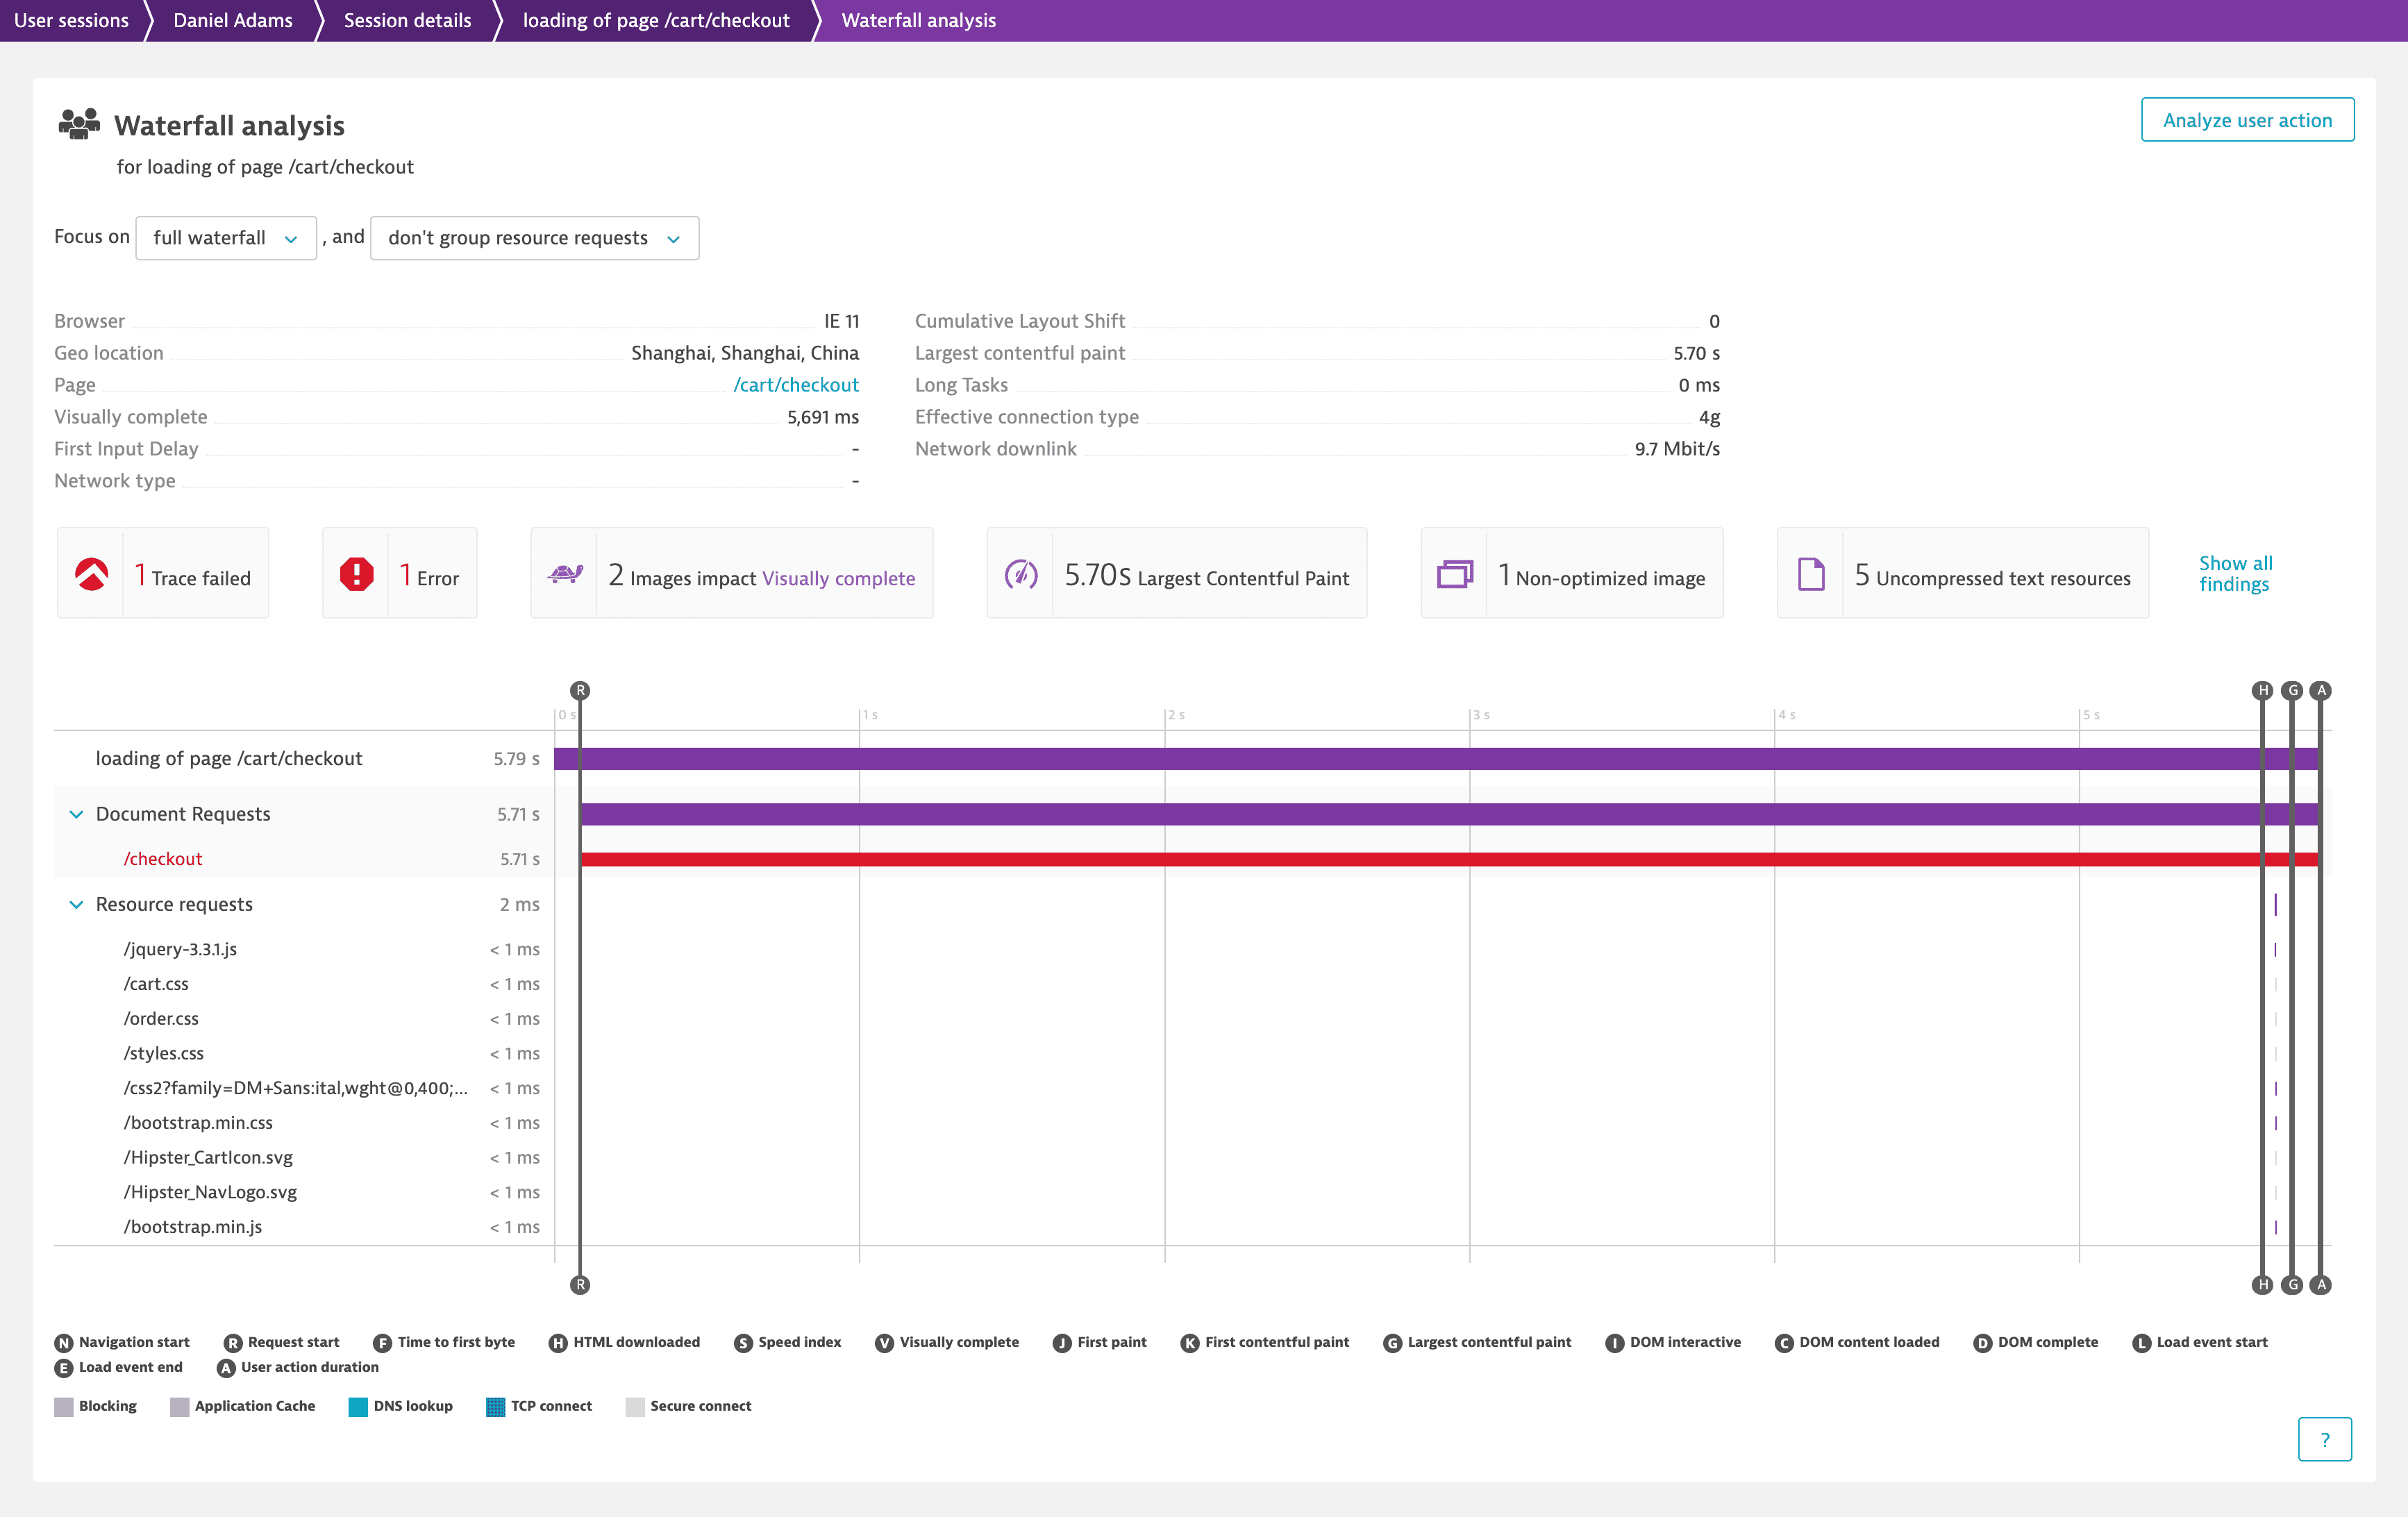 User sessions
Daniel Adams
Session details
loading of page /cart/checkout
Waterfall analysis
Waterfall analysis
for loading of page /cart/checkout
Analyze user action
Focus on full waterfall , and don't group resource requests
Browser IE 11
Geo location Shanghai, Shanghai, China
Page /cart/checkout
Visually complete 5,691 ms
First Input Delay -
Network type -
Cumulative Layout Shift 0
Largest contentful paint 5.70 s
Long Tasks 0 ms
Effective connection type 4g
Network downlink 9.7 Mbit/s
1 Trace failed
1 Error
2 Images impact Visually complete
5.70s Largest Contentful Paint
1 Non-optimized image
5 Uncompressed text resources
Show all
findings
R H G A
0 s 1 s 2 s 3 s 4 s 5 s
loading of page /cart/checkout 5.79 s
Document Requests 5.71 s
/checkout 5.71 s
Resource requests 2 ms
/jquery-3.3.1.js < 1 ms
/cart.css < 1 ms
/order.css < 1 ms
/styles.css < 1 ms
/css2?family=DM+Sans:ital,wght@0,400;... < 1 ms
/bootstrap.min.css < 1 ms
/Hipster_CartIcon.svg < 1 ms
/Hipster_NavLogo.svg < 1 ms
/bootstrap.min.js < 1 ms
R H G A
N Navigation start R Request start F Time to first byte H HTML downloaded S Speed index V Visually complete J First paint K First contentful paint G Largest contentful paint I DOM interactive C DOM content loaded D DOM complete L Load event start
E Load event end A User action duration
Blocking Application Cache DNS lookup TCP connect Secure connect
?